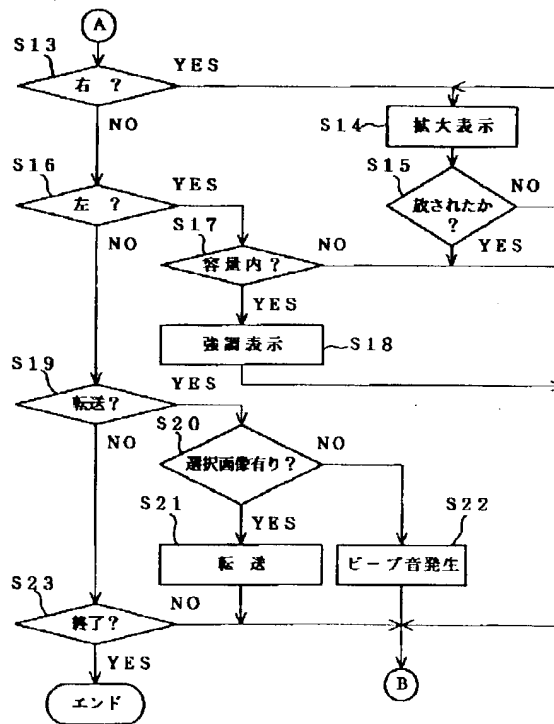 A
S13
YES
右 ?
NO
S14
拡大表示
S15
S16
YES
左 ?
放されたか
?
NO
NO
S17
NO
YES
容量内?
YES
強調表示
S18
S19
YES
転送?
S20
NO
NO
選択画像有り?
YES
S21
S22
転 送
ビープ音発生
S23
NO
終了?
YES
B
エンド